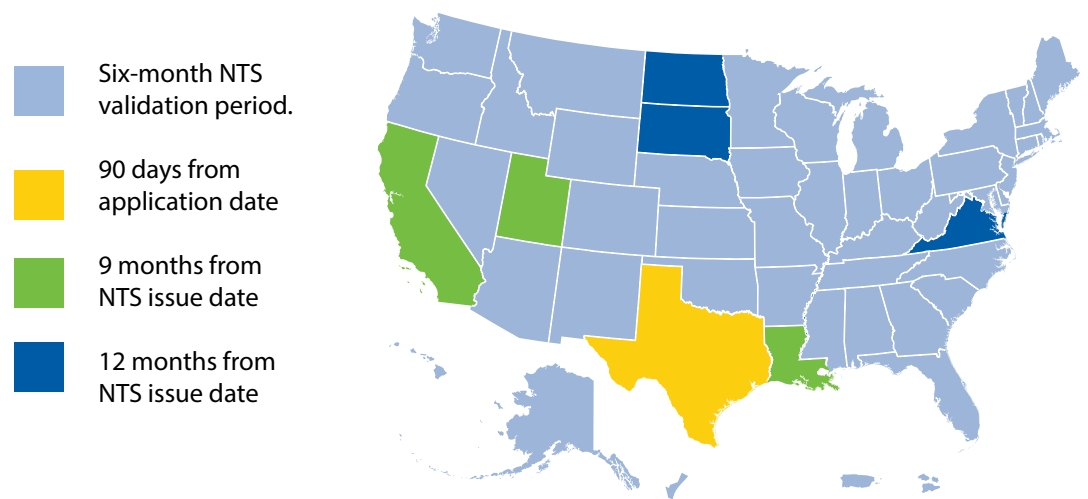 Six-month NTS
validation period.
90 days from
application date
9 months from
NTS issue date
12 months from
NTS issue date